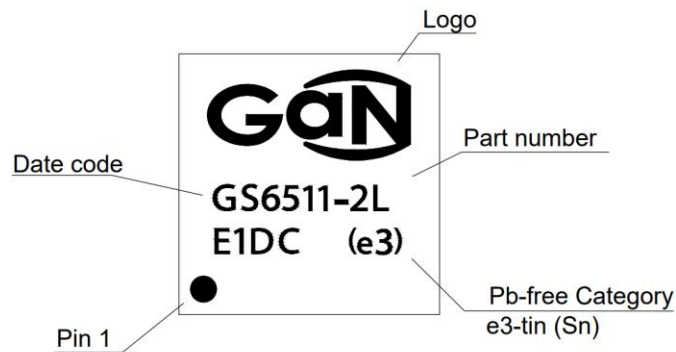 Logo
GaN
Part number
Date code
GS6511-2L
E1DC (e3)
Pb-free Category
e3-tin (Sn)
Pin 1